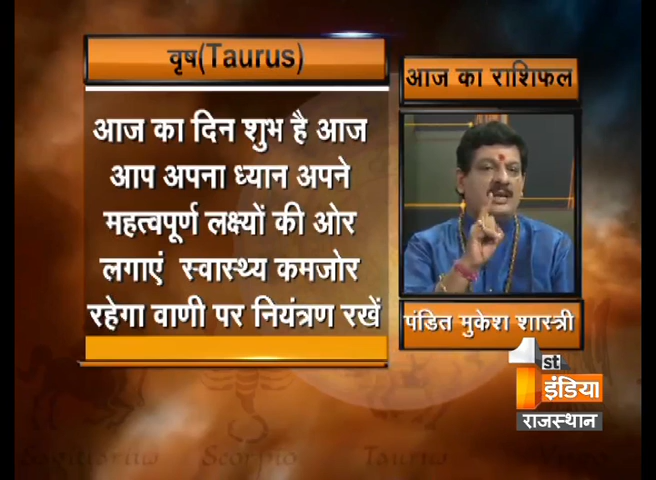 वृष(Taurus)
आज का दिन शुभ है आज
आप अपना ध्यान अपने
महत्वपूर्ण लक्ष्यों की ओर
लगाएं स्वास्थ्य कमजोर
रहेगा वाणी पर नियंत्रण रखें
आज का राशिफल
पंडित मुकेश शास्त्री
1st
इंडिया
राजस्थान
Sagittarius Scorpio Taurus